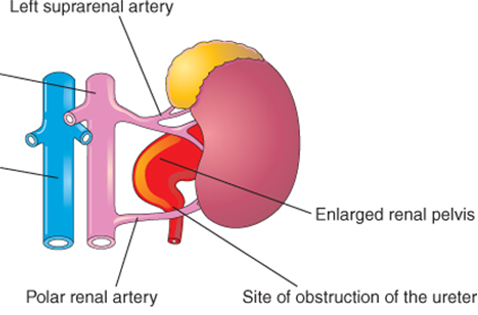 Left suprarenal artery
Enlarged renal pelvis
Polar renal artery
Site of obstruction of the ureter